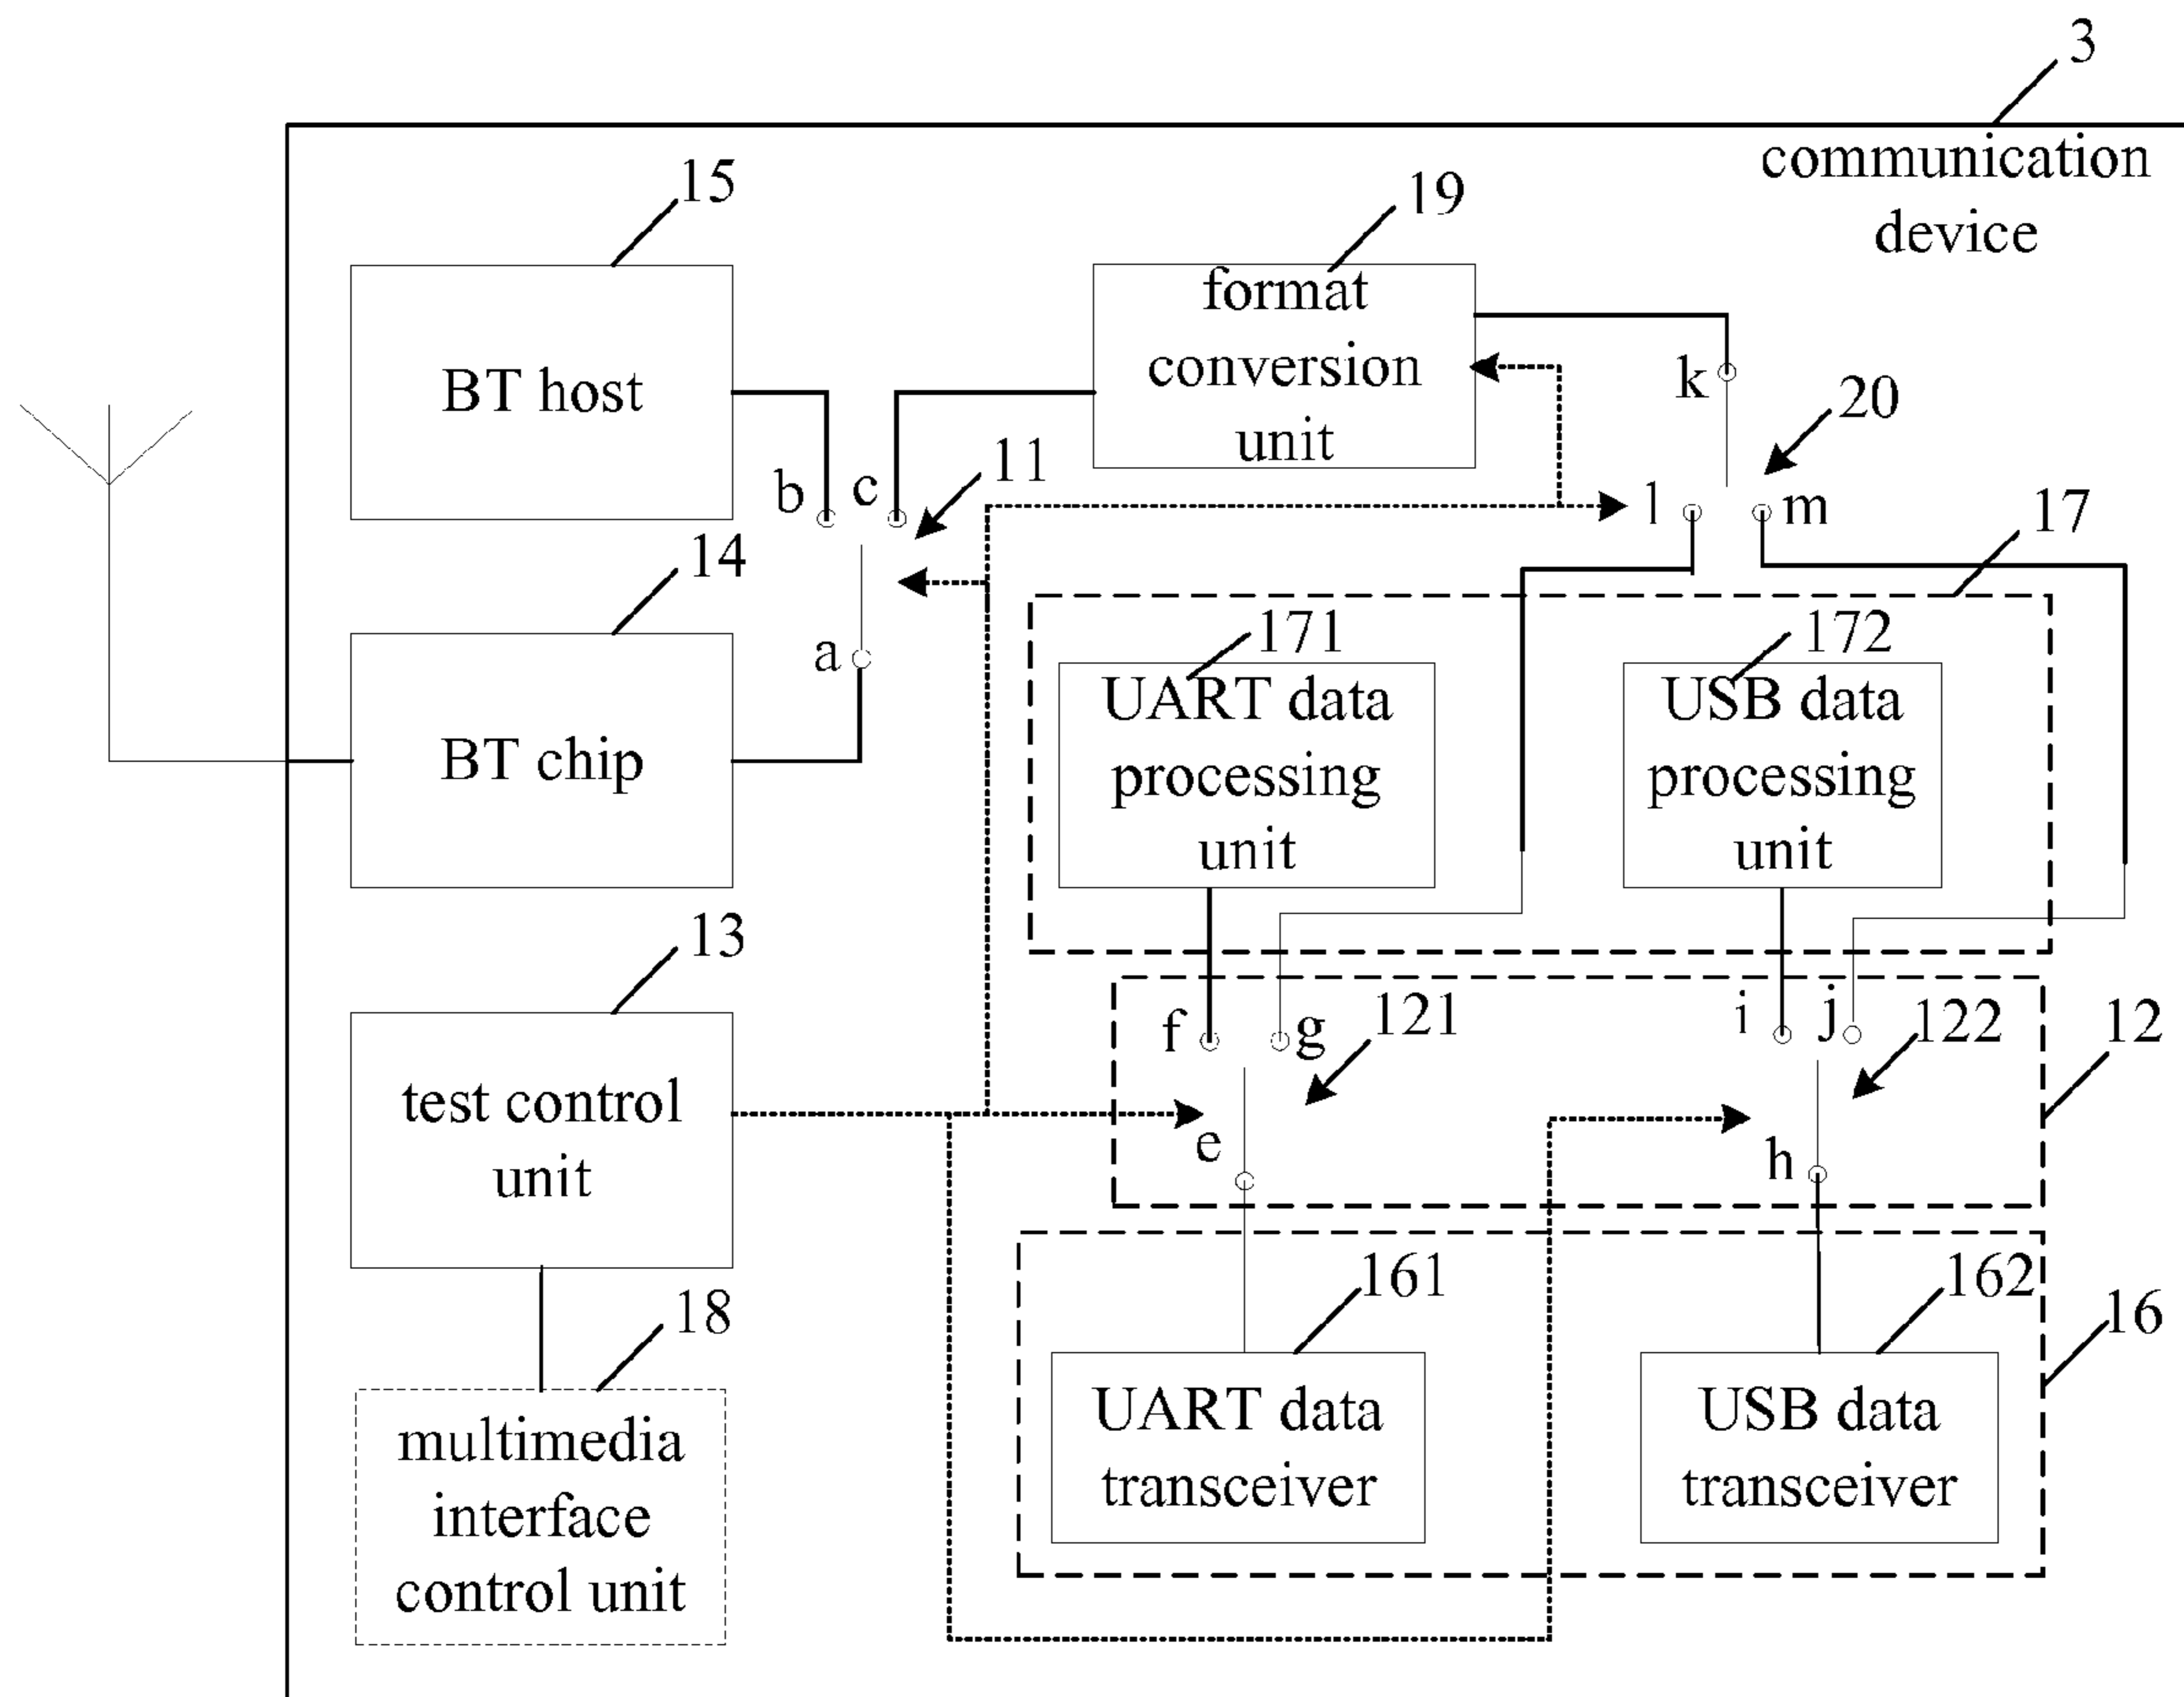 3
communication
device
15
19
format
conversion
unit
BT host
k
20
b
c
11
l
m
17
14
171
172
a
UART data
processing
unit
USB data
processing
unit
BT chip
13
f
g
121
i
j
122
12
test control
unit
e
h
18
161
162
16
multimedia
interface
control unit
UART data
transceiver
USB data
transceiver